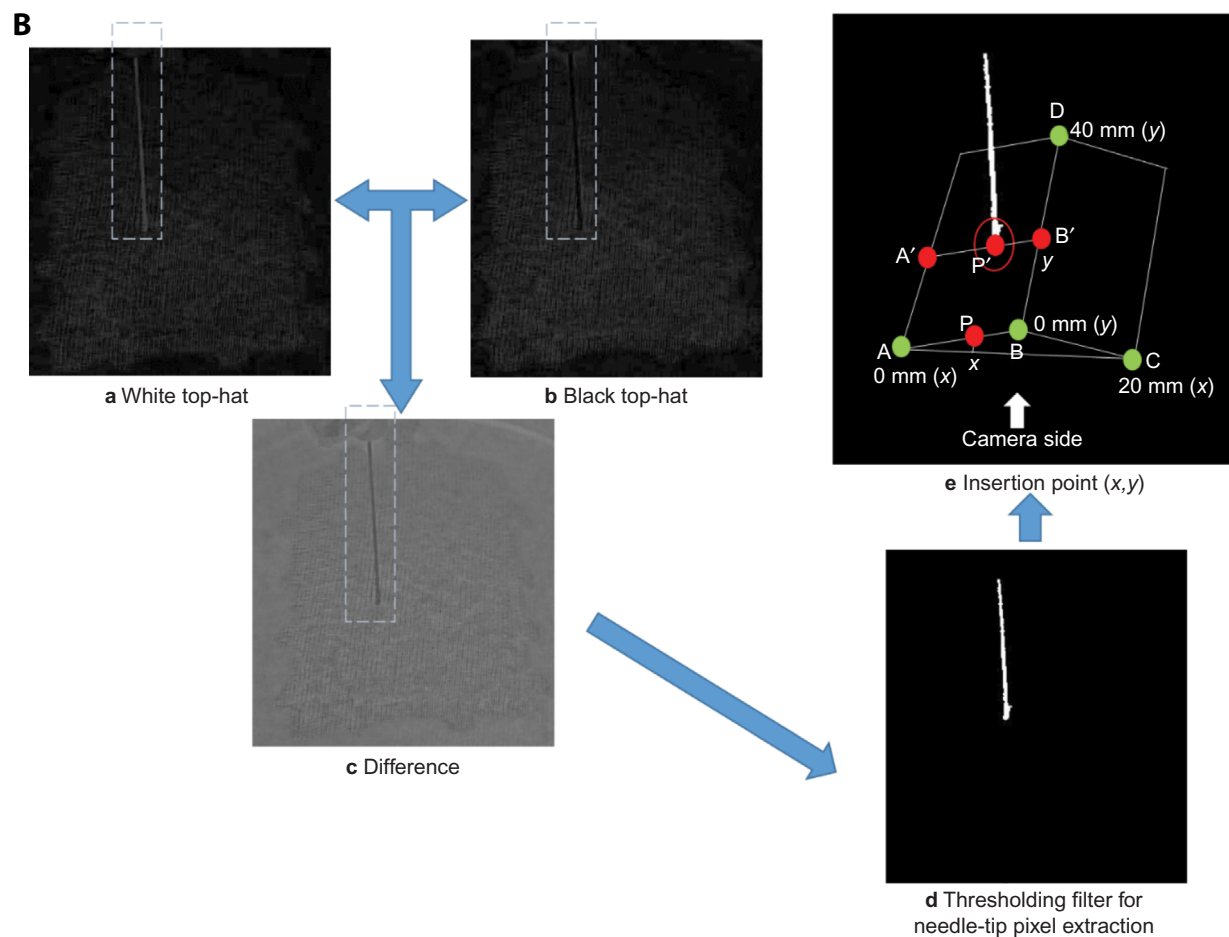 B
a White top-hat
b Black top-hat
c Difference
D
40 mm (y)
A′
P′
B′
y
P
0 mm (y)
A
x
B
C
0 mm (x)
20 mm (x)
Camera side
e Insertion point (x,y)
d Thresholding filter for
needle-tip pixel extraction